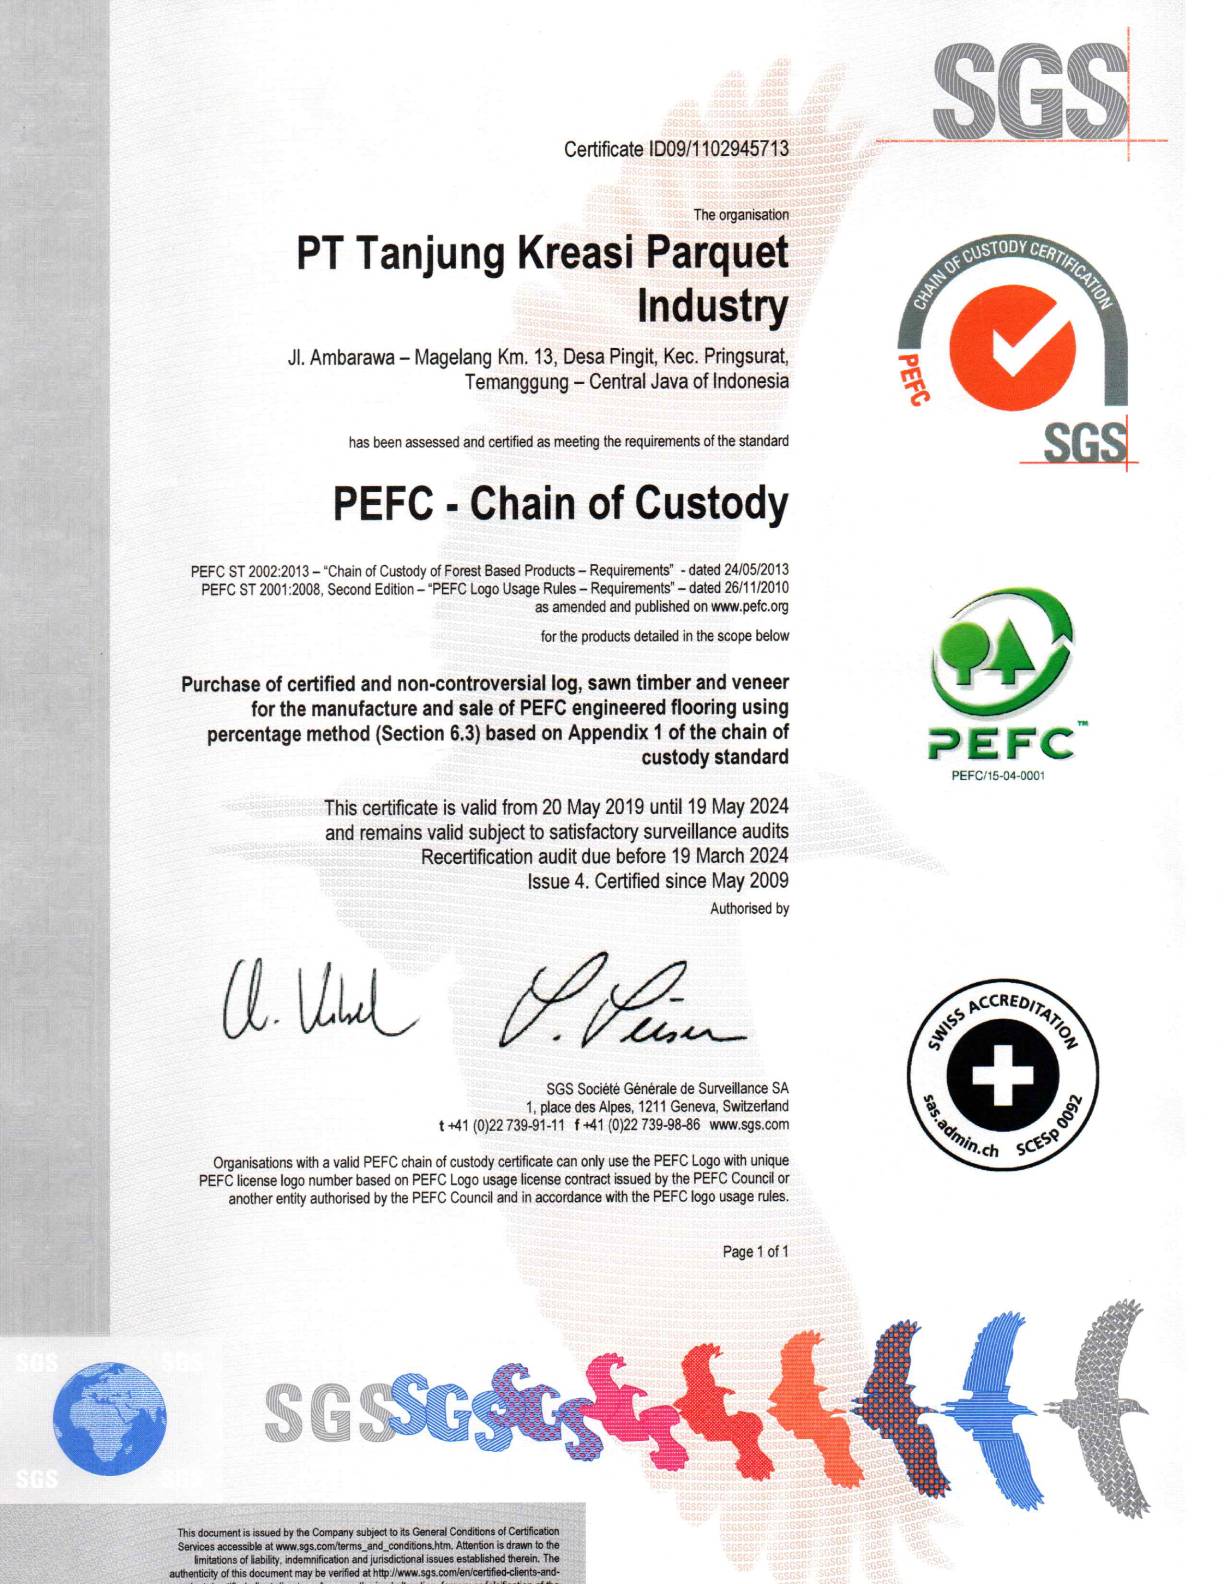 SGS
Certificate ID09/1102945713
The organisation
PT Tanjung Kreasi Parquet
Industry
Jl. Ambarawa – Magelang Km. 13, Desa Pingit, Kec. Pringsurat,
Temanggung – Central Java of Indonesia
CHAIN OF CUSTODY CERTIFICATION
PEFC
SGS
has been assessed and certified as meeting the requirements of the standard
PEFC - Chain of Custody
PEFC ST 2002:2013 – “Chain of Custody of Forest Based Products – Requirements” - dated 24/05/2013
PEFC ST 2001:2008, Second Edition – “PEFC Logo Usage Rules – Requirements” – dated 26/11/2010
as amended and published on www.pefc.org
for the products detailed in the scope below
Purchase of certified and non-controversial log, sawn timber and veneer
for the manufacture and sale of PEFC engineered flooring using
percentage method (Section 6.3) based on Appendix 1 of the chain of
custody standard
PEFC™
PEFC/15-04-0001
This certificate is valid from 20 May 2019 until 19 May 2024
and remains valid subject to satisfactory surveillance audits
Recertification audit due before 19 March 2024
Issue 4. Certified since May 2009
Authorised by
SWISS ACCREDITATION
sas.admin.ch SCESp 0092
SGS Société Générale de Surveillance SA
1, place des Alpes, 1211 Geneva, Switzerland
t +41 (0)22 739-91-11 f +41 (0)22 739-98-86 www.sgs.com
Organisations with a valid PEFC chain of custody certificate can only use the PEFC Logo with unique
PEFC license logo number based on PEFC Logo usage license contract issued by the PEFC Council or
another entity authorised by the PEFC Council and in accordance with the PEFC logo usage rules.
Page 1 of 1
SGS
SGS
SGS SGS SGS
This document is issued by the Company subject to its General Conditions of Certification
Services accessible at www.sgs.com/terms_and_conditions.htm. Attention is drawn to the
limitations of liability, indemnification and jurisdictional issues established therein. The
authenticity of this document may be verified at http://www.sgs.com/en/certified-clients-and-